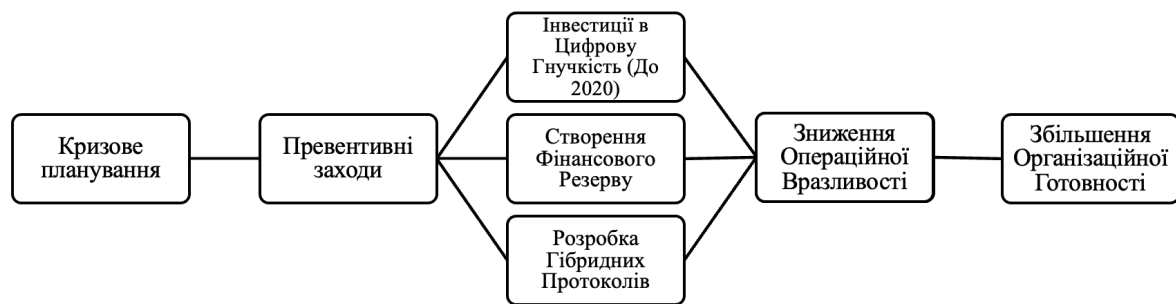 Кризове
планування
Превентивні
заходи
Інвестиції в
Цифрову
Гнучкість (До
2020)
Створення
Фінансового
Резерву
Розробка
Гібридних
Протоколів
Зниження
Операційної
Вразливості
Збільшення
Організаційної
Готовності